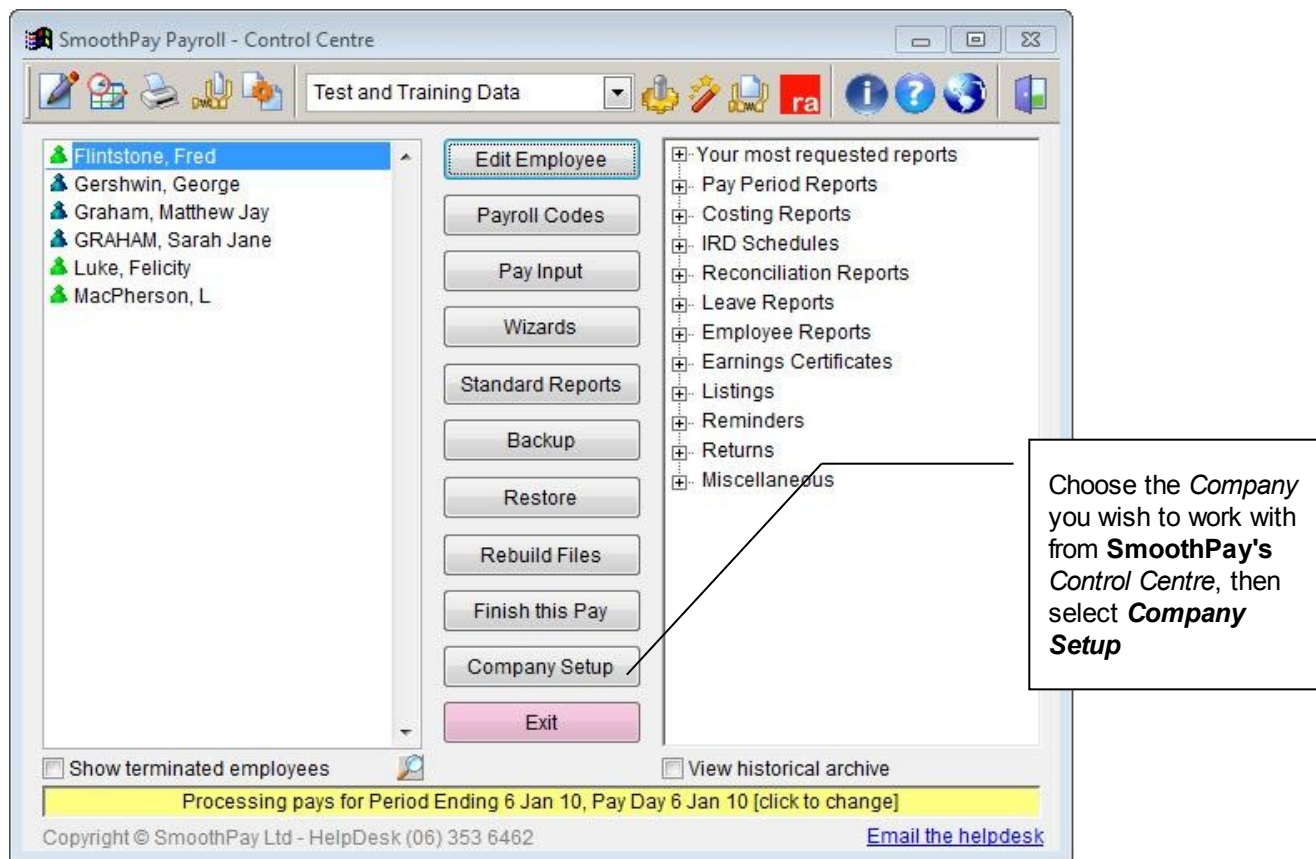 SmoothPay Payroll - Control Centre
Test and Training Data
ra
Flintstone, Fred
Gershwin, George
Graham, Matthew Jay
GRAHAM, Sarah Jane
Luke, Felicity
MacPherson, L
Edit Employee
Payroll Codes
Pay Input
Wizards
Standard Reports
Backup
Restore
Rebuild Files
Finish this Pay
Company Setup
Exit
Your most requested reports
Pay Period Reports
Costing Reports
IRD Schedules
Reconciliation Reports
Leave Reports
Employee Reports
Earnings Certificates
Listings
Reminders
Returns
Miscellaneous
Choose the Company
you wish to work with
from SmoothPay's
Control Centre, then
select Company
Setup
Show terminated employees
View historical archive
Processing pays for Period Ending 6 Jan 10, Pay Day 6 Jan 10 [click to change]
Copyright © SmoothPay Ltd - HelpDesk (06) 353 6462
Email the helpdesk